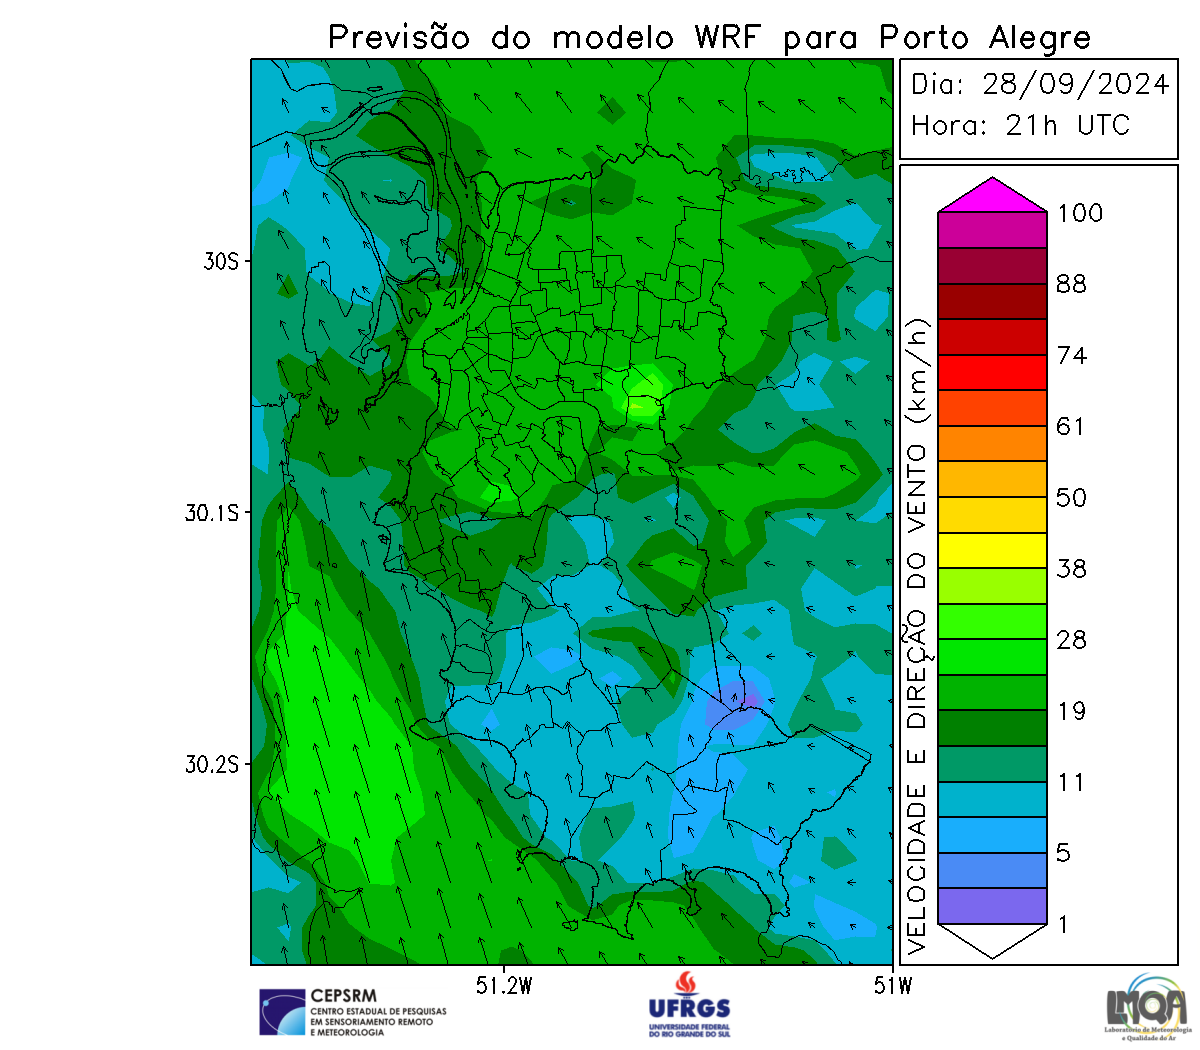 Previsão do modelo WRF para Porto Alegre
Dia: 28/09/2024
Hora: 21h UTC
30S
30.1S
30.2S
51.2W
51W
VELOCIDADE E DIREÇÃO DO VENTO (km/h)
100
88
74
61
50
38
28
19
11
5
1
CEPSRM
CENTRO ESTADUAL DE PESQUISAS
EM SENSORIAMENTO REMOTO
E METEOROLOGIA
UFRGS
UNIVERSIDADE FEDERAL
DO RIO GRANDE DO SUL
LMQA
Laboratório de Meteorologia
e Qualidade do Ar